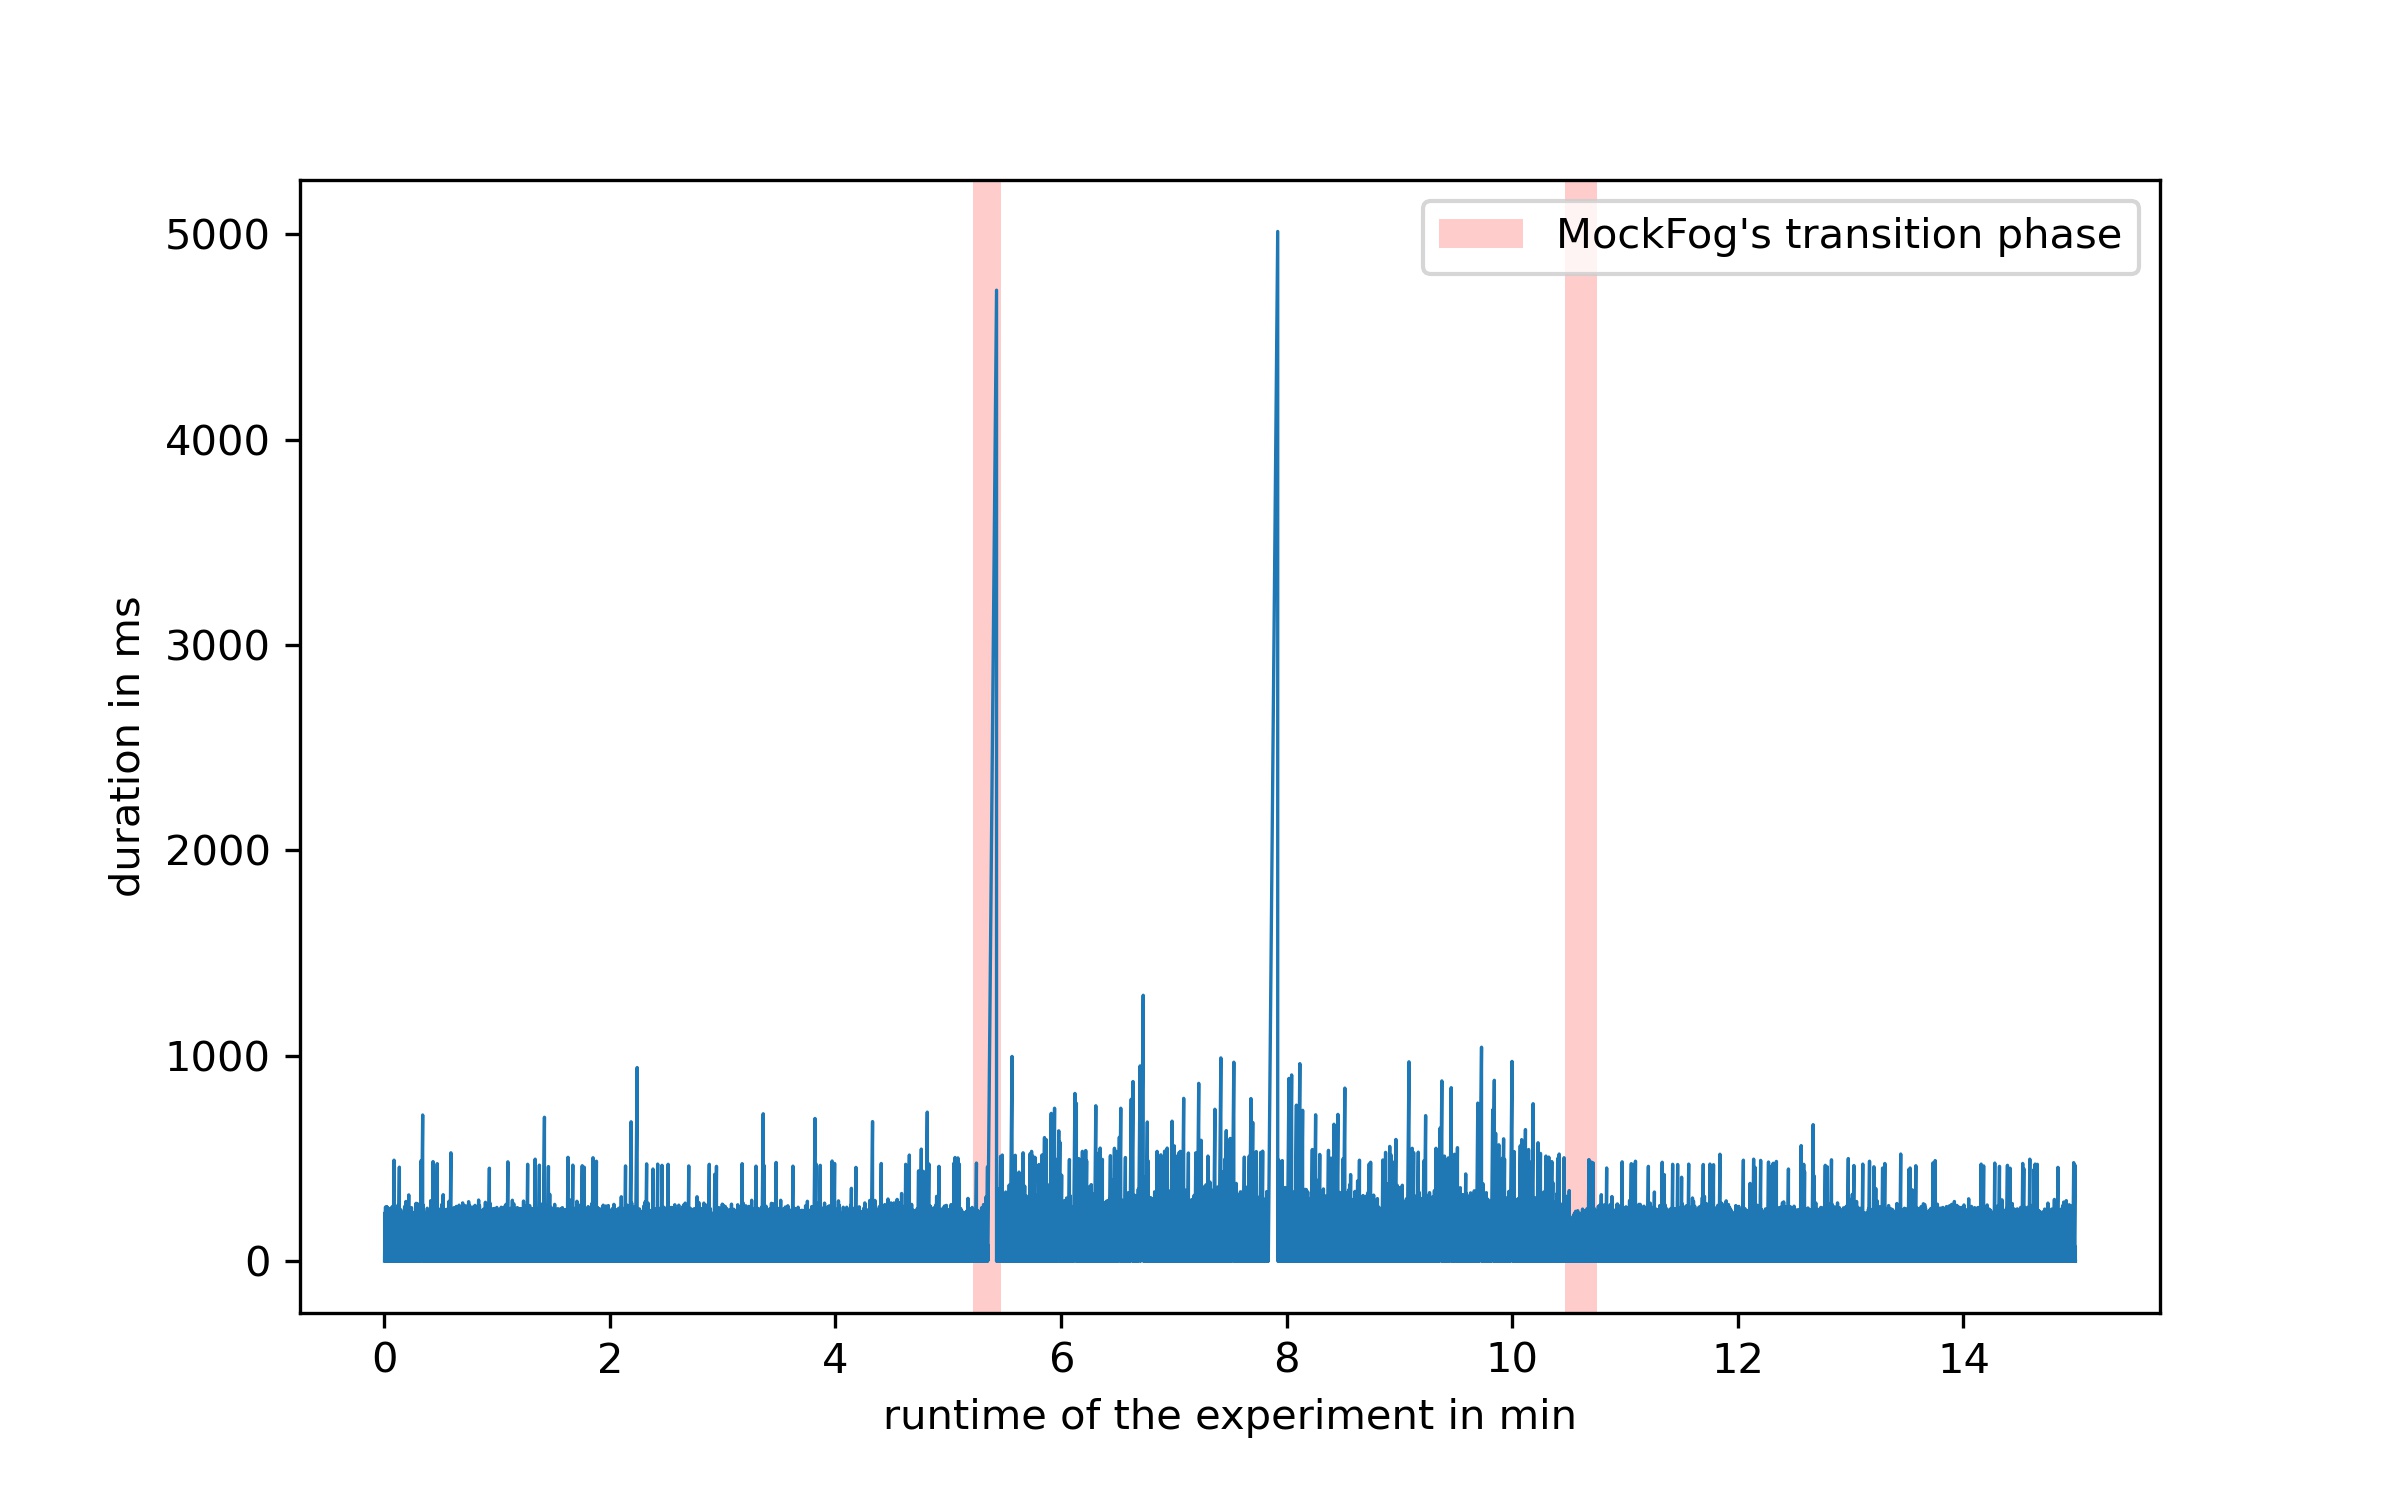 MockFog's transition phase
5000
4000
3000
2000
1000
0
duration in ms
0 2 4 6 8 10 12 14
runtime of the experiment in min